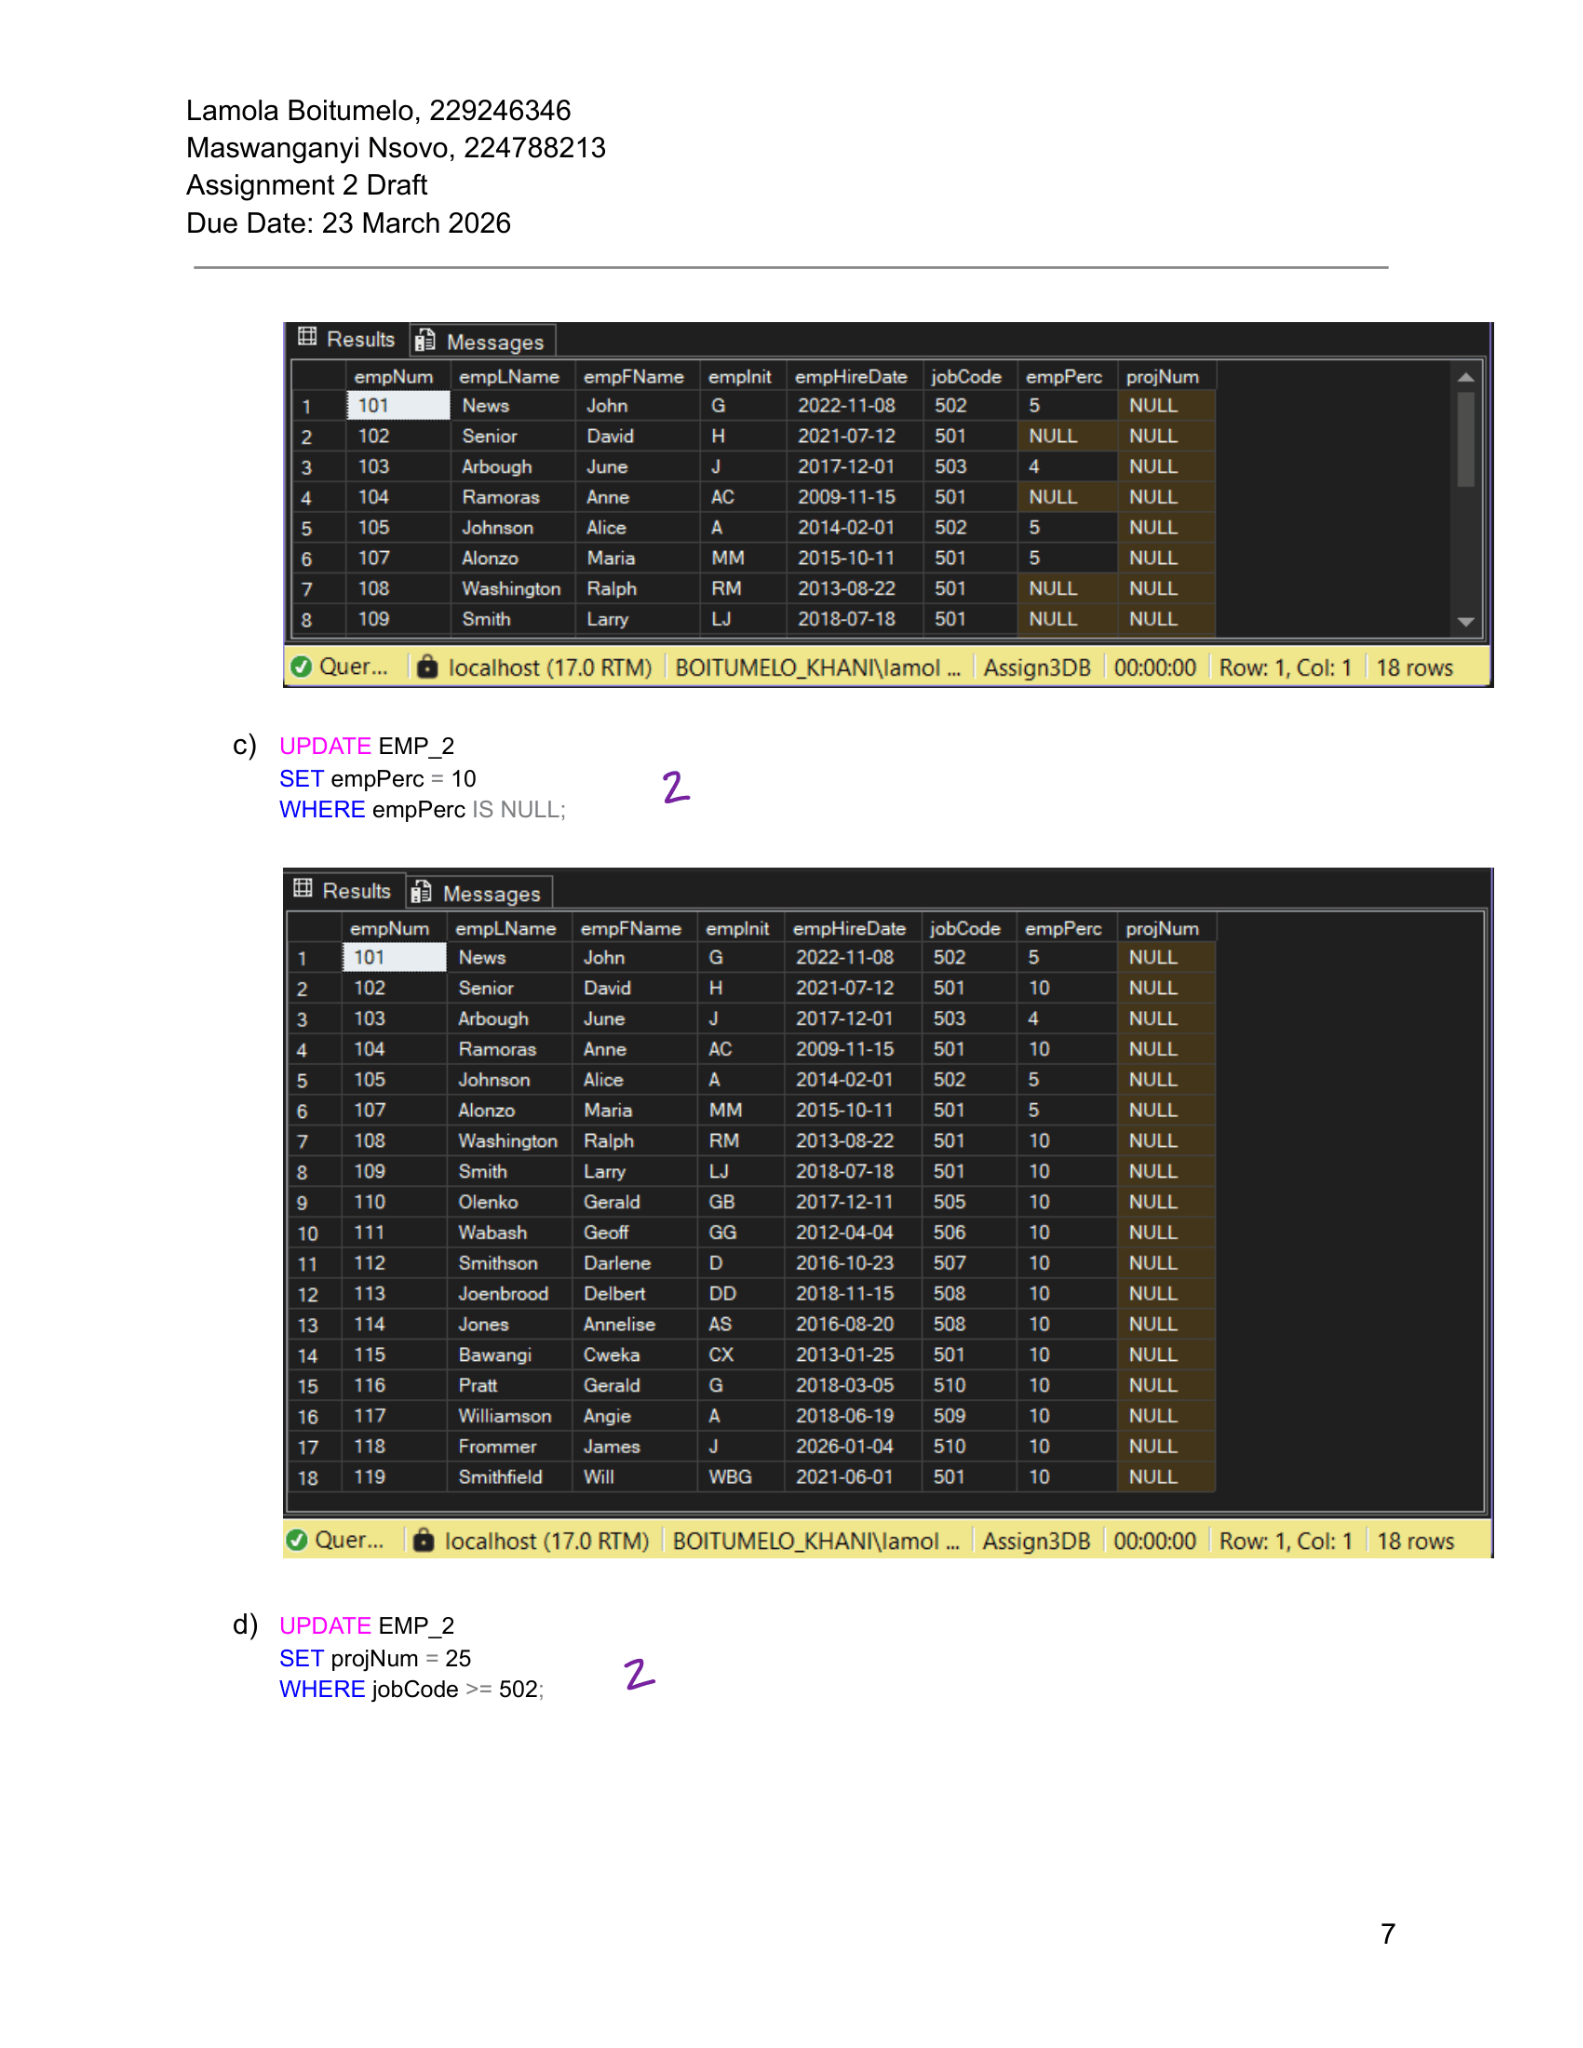 Lamola Boitumelo, 229246346
Maswanganyi Nsovo, 224788213
Assignment 2 Draft
Due Date: 23 March 2026
Results Messages
empNum empLName empFName empInit empHireDate jobCode empPerc projNum
1 101 News John G 2022-11-08 502 5 NULL
2 102 Senior David H 2021-07-12 501 NULL NULL
3 103 Arbough June J 2017-12-01 503 4 NULL
4 104 Ramoras Anne AC 2009-11-15 501 NULL NULL
5 105 Johnson Alice A 2014-02-01 502 5 NULL
6 107 Alonzo Maria MM 2015-10-11 501 5 NULL
7 108 Washington Ralph RM 2013-08-22 501 NULL NULL
8 109 Smith Larry LJ 2018-07-18 501 NULL NULL
Quer... localhost (17.0 RTM) BOITUMELO_KHANI\lamol ... Assign3DB 00:00:00 Row: 1, Col: 1 18 rows
c) UPDATE EMP_2
SET empPerc = 10
2
WHERE empPerc IS NULL;
Results Messages
empNum empLName empFName empInit empHireDate jobCode empPerc projNum
1 101 News John G 2022-11-08 502 5 NULL
2 102 Senior David H 2021-07-12 501 10 NULL
3 103 Arbough June J 2017-12-01 503 4 NULL
4 104 Ramoras Anne AC 2009-11-15 501 10 NULL
5 105 Johnson Alice A 2014-02-01 502 5 NULL
6 107 Alonzo Maria MM 2015-10-11 501 5 NULL
7 108 Washington Ralph RM 2013-08-22 501 10 NULL
8 109 Smith Larry LJ 2018-07-18 501 10 NULL
9 110 Olenko Gerald GB 2017-12-11 505 10 NULL
10 111 Wabash Geoff GG 2012-04-04 506 10 NULL
11 112 Smithson Darlene D 2016-10-23 507 10 NULL
12 113 Joenbrood Delbert DD 2018-11-15 508 10 NULL
13 114 Jones Annelise AS 2016-08-20 508 10 NULL
14 115 Bawangi Cweka CX 2013-01-25 501 10 NULL
15 116 Pratt Gerald G 2018-03-05 510 10 NULL
16 117 Williamson Angie A 2018-06-19 509 10 NULL
17 118 Frommer James J 2026-01-04 510 10 NULL
18 119 Smithfield Will WBG 2021-06-01 501 10 NULL
Quer... localhost (17.0 RTM) BOITUMELO_KHANI\lamol ... Assign3DB 00:00:00 Row: 1, Col: 1 18 rows
d) UPDATE EMP_2
SET projNum = 25
2
WHERE jobCode >= 502;
7